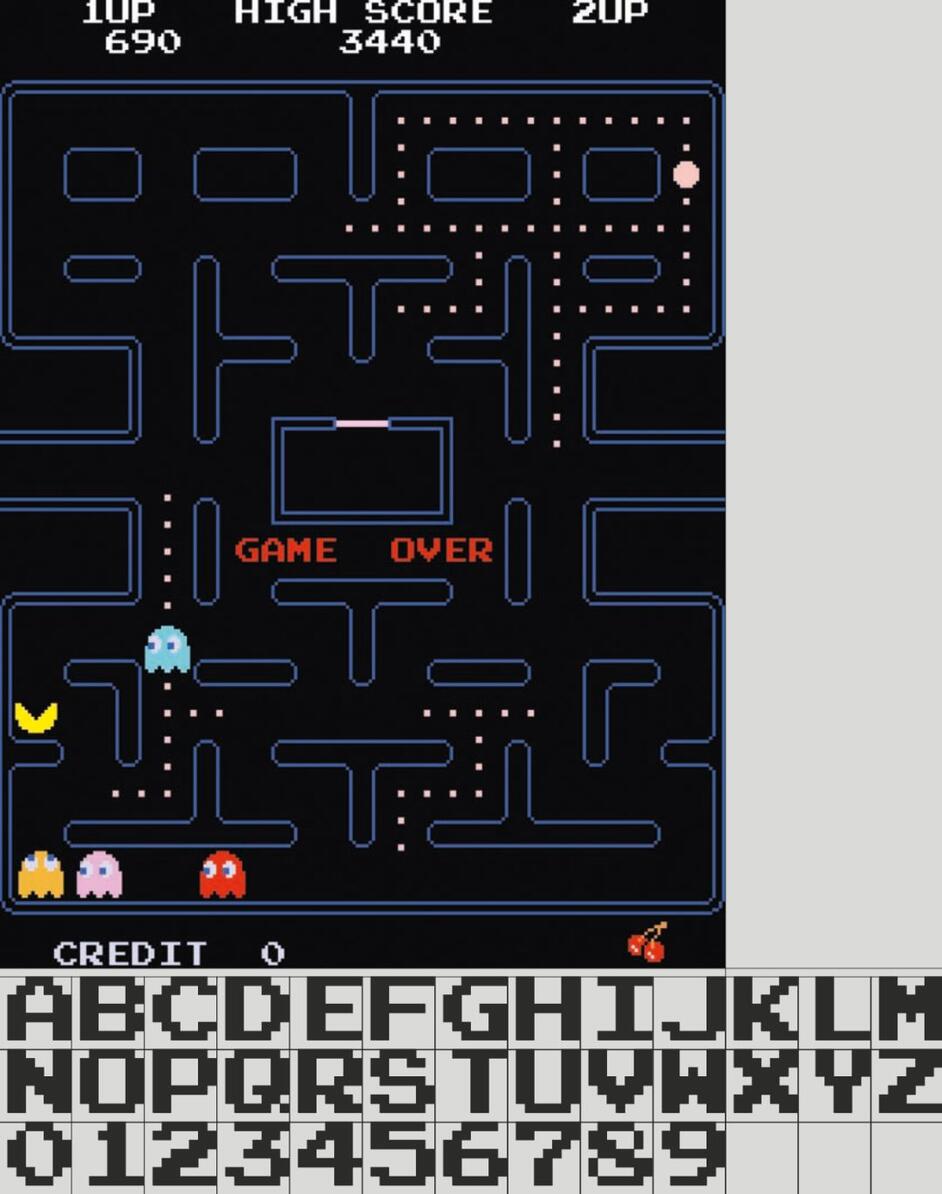 1UP HIGH SCORE 2UP
690 3440
GAME OVER
CREDIT 0
ABCDEFGHIJKLM
NOPQRSTUVWXYZ
0123456789